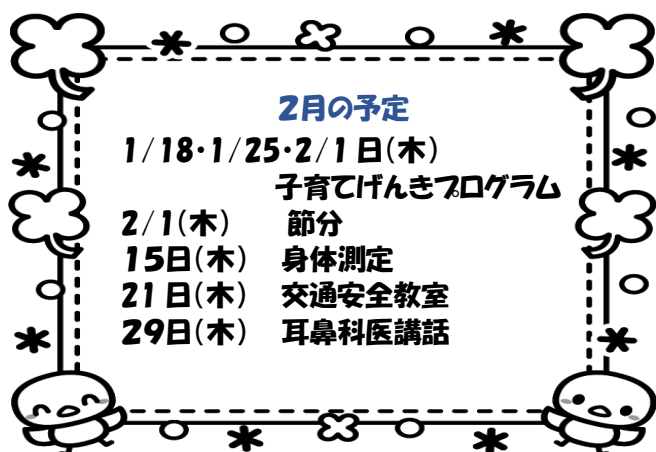 2月の予定
1/18・1/25・2/1日(木)
子育てげんきプログラム
2/1(木) 節分
15日(木) 身体測定
21日(木) 交通安全教室
29日(木) 耳鼻科医講話